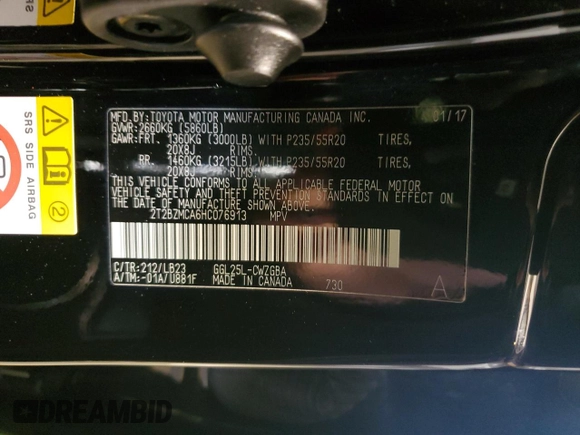 MFD.BY:TOYOTA MOTOR MANUFACTURING CANADA INC. 01/17
GVWR:2660KG (5860LB)
GAWR:FRT. 1360KG (3000LB) WITH P235/55R20 TIRES,
20X8J RIMS,
RR. 1460KG (3215LB) WITH P235/55R20 TIRES,
20X8J RIMS,
THIS VEHICLE CONFORMS TO ALL APPLICABLE FEDERAL MOTOR
VEHICLE SAFETY AND THEFT PREVENTION STANDARDS IN EFFECT ON
THE DATE OF MANUFACTURE SHOWN ABOVE.
2T2BZMCA6HC076913 MPV
C/TR:212/LB23 GGL25L-CWZGBA
A/TM:-01A/U881F MADE IN CANADA 730 A
SRS SIDE AIRBAG
2
DREAMBID